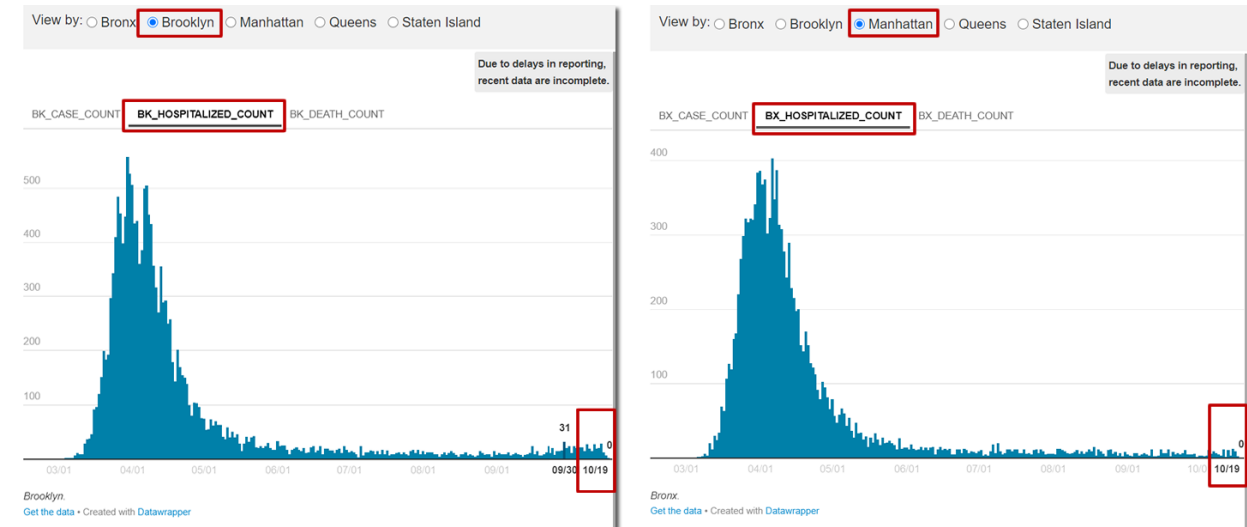 View by: Bronx Brooklyn Manhattan Queens Staten Island
Due to delays in reporting,
recent data are incomplete.
BK_CASE_COUNT BK_HOSPITALIZED_COUNT BK_DEATH_COUNT
500
400
300
200
100
31
0
03/01 04/01 05/01 06/01 07/01 08/01 09/01 09/30 10/19
Brooklyn.
Get the data • Created with Datawrapper
View by: Bronx Brooklyn Manhattan Queens Staten Island
Due to delays in reporting,
recent data are incomplete.
BX_CASE_COUNT BX_HOSPITALIZED_COUNT BX_DEATH_COUNT
400
300
200
100
0
03/01 04/01 05/01 06/01 07/01 08/01 09/01 10/0 10/19
Bronx.
Get the data • Created with Datawrapper